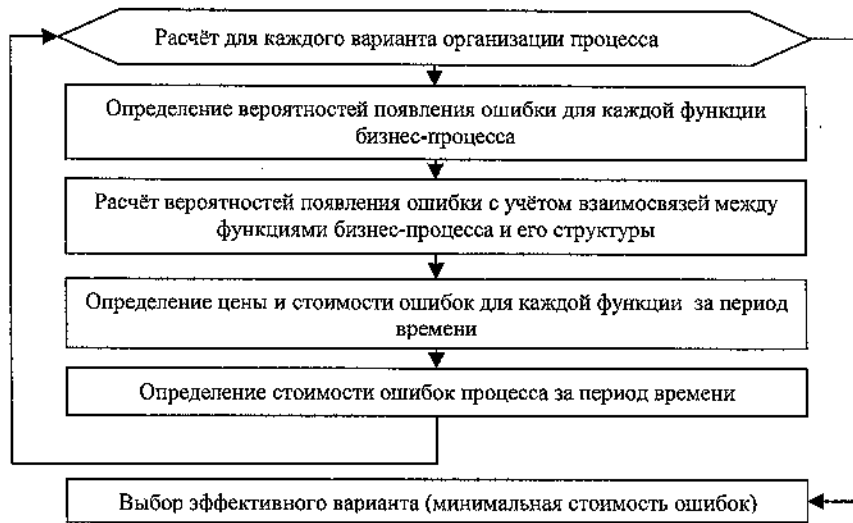 Расчёт для каждого варианта организации процесса
Определение вероятностей появления ошибки для каждой функции
бизнес-процесса
Расчёт вероятностей появления ошибки с учётом взаимосвязей между
функциями бизнес-процесса и его структуры
Определение цены и стоимости ошибок для каждой функции за период
времени
Определение стоимости ошибок процесса за период времени
Выбор эффективного варианта (минимальная стоимость ошибок)